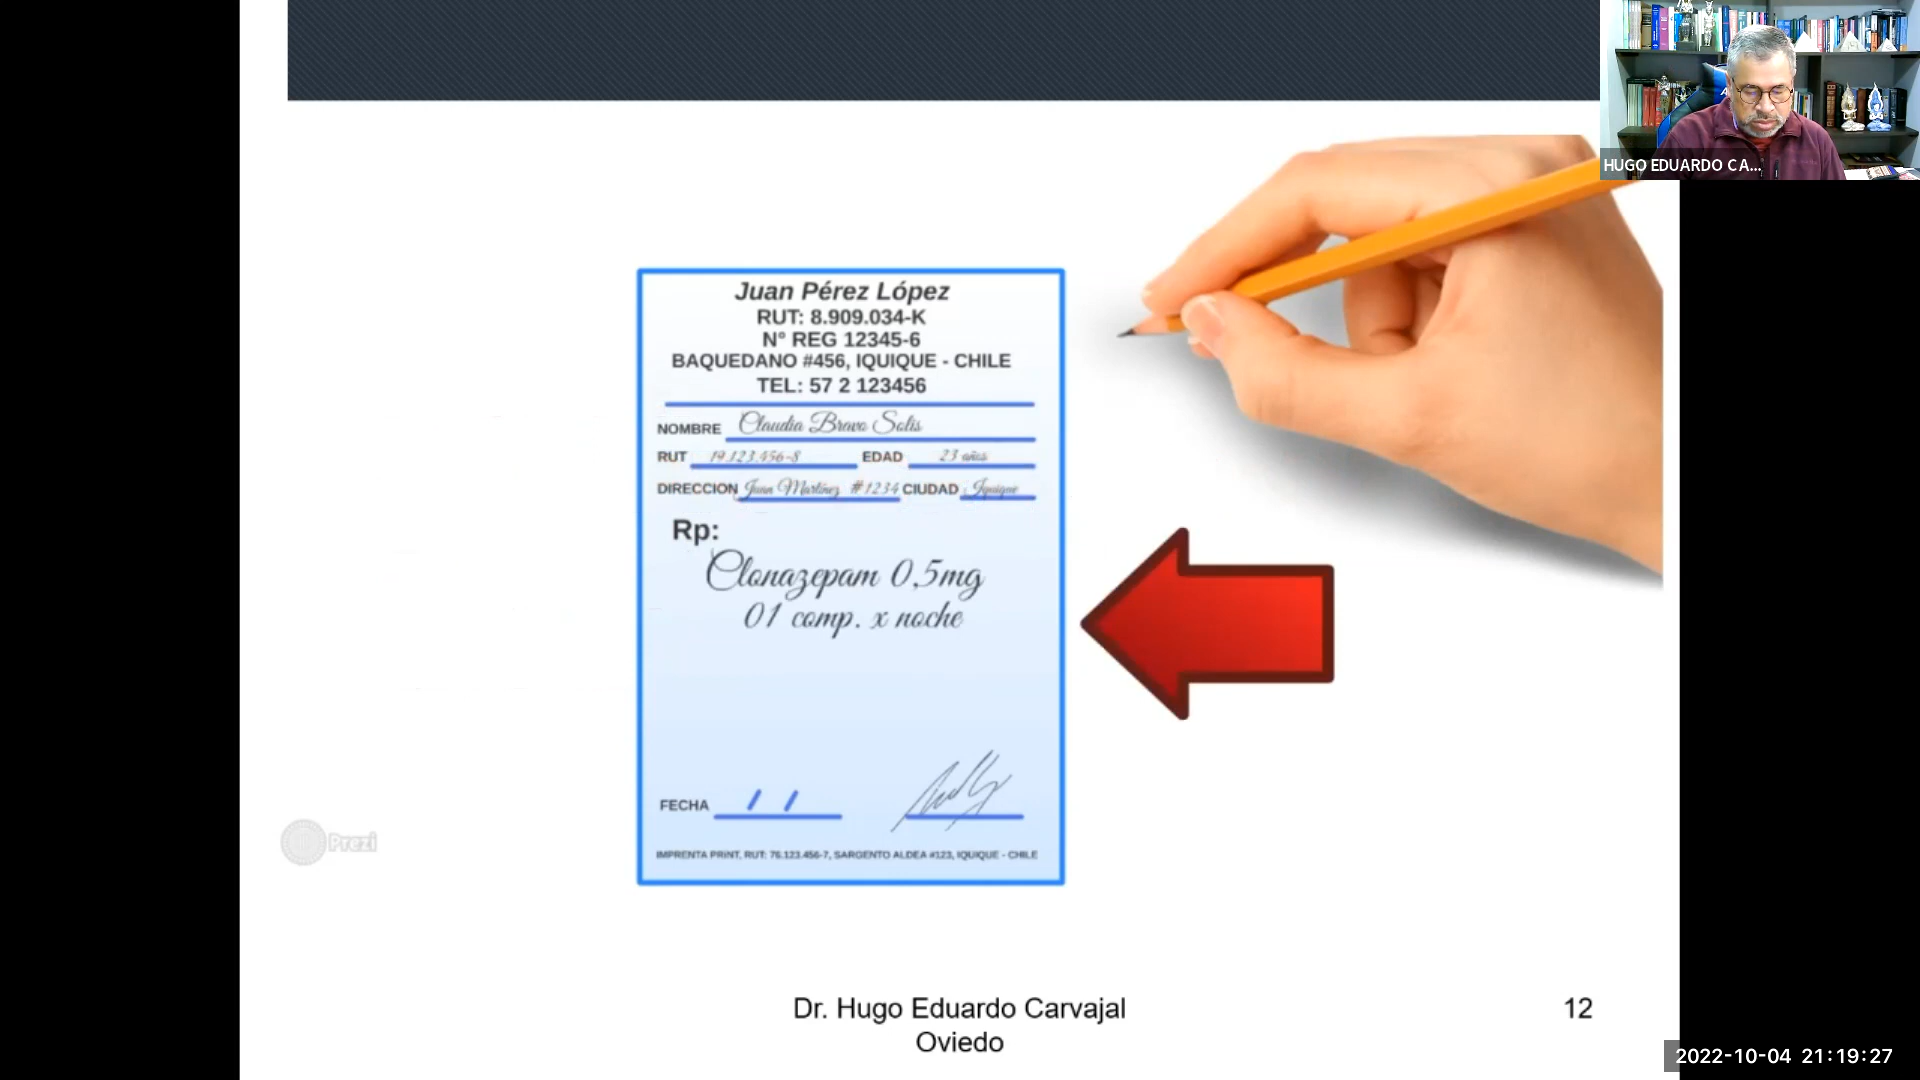 HUGO EDUARDO CA...
Juan Pérez López
RUT: 8.909.034-K
N° REG 12345-6
BAQUEDANO #456, IQUIQUE - CHILE
TEL: 57 2 123456
NOMBRE Claudia Bravo Solis
RUT 19.123.456-8 EDAD 23 años
DIRECCION Juan Martínez #1234 CIUDAD Iquique
Rp:
Clonazepam 0,5mg
01 comp. x noche
FECHA / /
IMPRENTA PRINT, RUT: 76.123.456-7, SARGENTO ALDEA #123, IQUIQUE - CHILE
Prezi
Dr. Hugo Eduardo Carvajal
Oviedo
12
2022-10-04 21:19:27